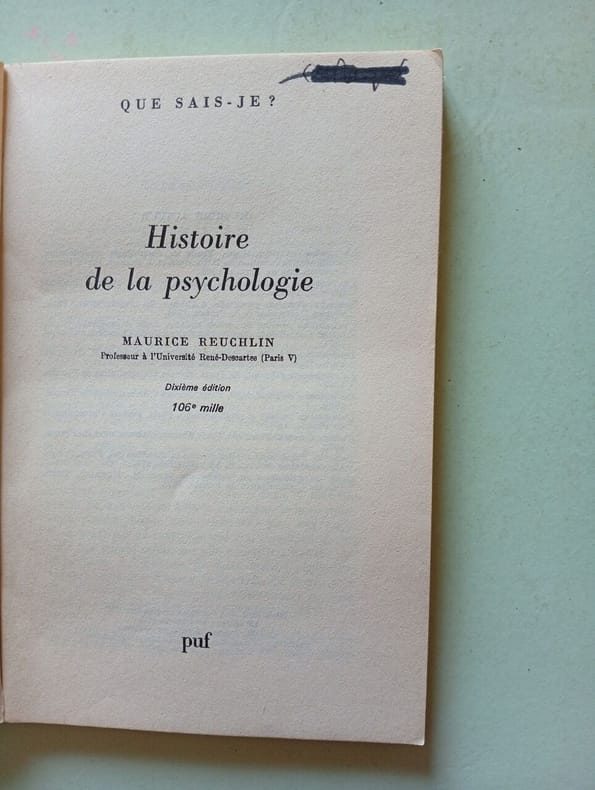 QUE SAIS-JE ?
Histoire
de la psychologie
MAURICE REUCHLIN
Professeur à l'Université René-Descartes (Paris V)
Dixième édition
106e mille
puf